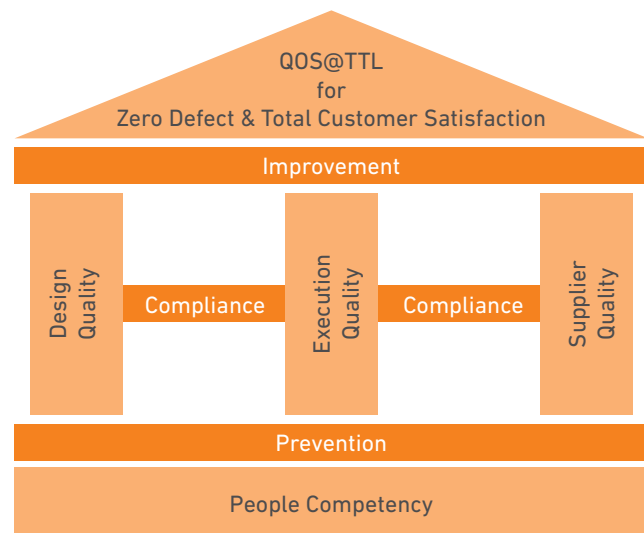 QOS@TTL
for
Zero Defect & Total Customer Satisfaction
Improvement
Design
Quality
Compliance
Execution
Quality
Compliance
Supplier
Quality
Prevention
People Competency